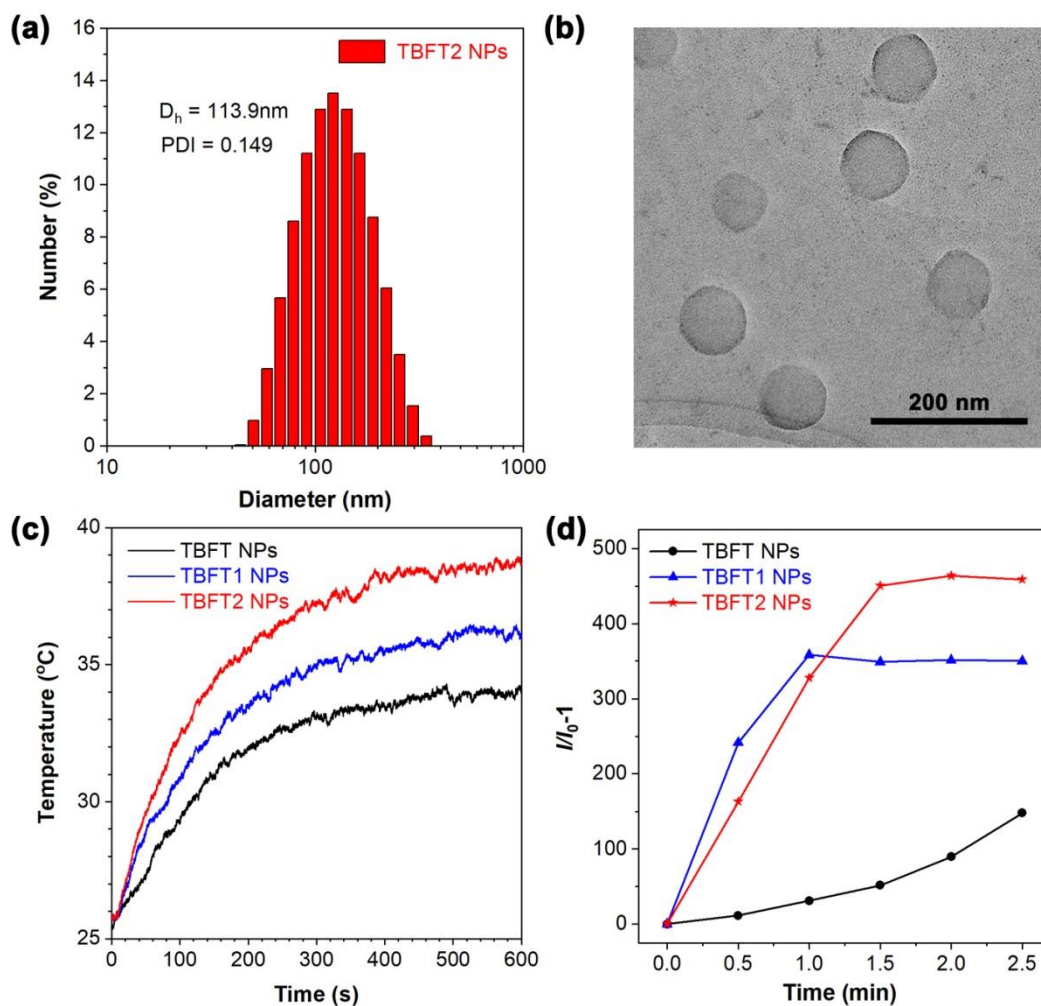 (a)
16
14
12
10
8
6
4
2
0
Number (%)
TBFT2 NPs
Dh = 113.9nm
PDI = 0.149
10
100
1000
Diameter (nm)
(b)
200 nm
(c)
40
35
30
25
Temperature (°C)
TBFT NPs
TBFT1 NPs
TBFT2 NPs
0
100
200
300
400
500
600
Time (s)
(d)
500
400
300
200
100
0
I/I0-1
TBFT NPs
TBFT1 NPs
TBFT2 NPs
0.0
0.5
1.0
1.5
2.0
2.5
Time (min)